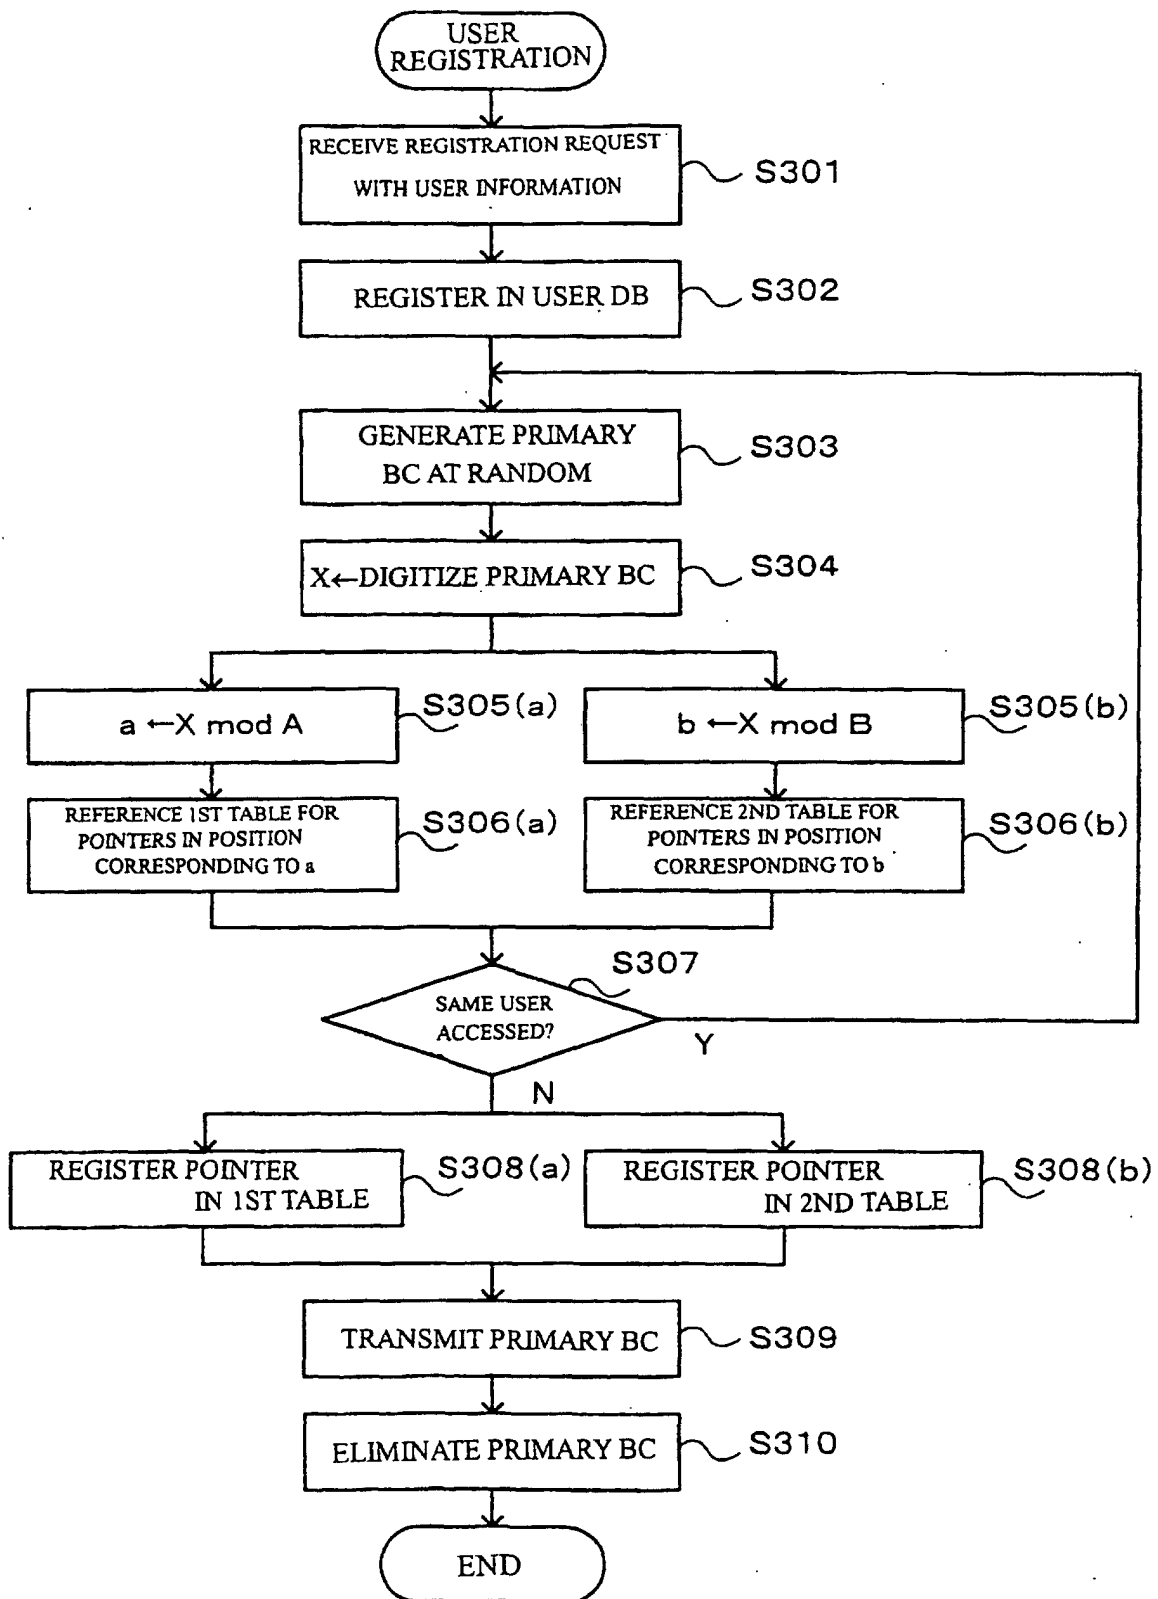 USER
REGISTRATION
RECEIVE REGISTRATION REQUEST
WITH USER INFORMATION
S301
REGISTER IN USER DB
S302
GENERATE PRIMARY
BC AT RANDOM
S303
X←DIGITIZE PRIMARY BC
S304
a ←X mod A
S305(a)
b ←X mod B
S305(b)
REFERENCE 1ST TABLE FOR
POINTERS IN POSITION
CORRESPONDING TO a
S306(a)
REFERENCE 2ND TABLE FOR
POINTERS IN POSITION
CORRESPONDING TO b
S306(b)
S307
SAME USER
ACCESSED?
Y
N
REGISTER POINTER
IN 1ST TABLE
S308(a)
REGISTER POINTER
IN 2ND TABLE
S308(b)
TRANSMIT PRIMARY BC
S309
ELIMINATE PRIMARY BC
S310
END